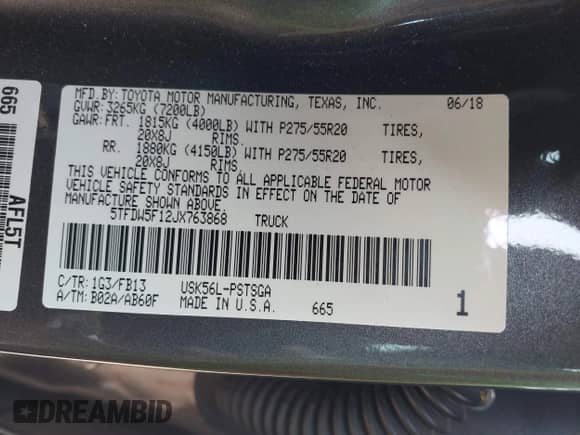 MFD.BY:TOYOTA MOTOR MANUFACTURING, TEXAS, INC. 06/18
GVWR:3265KG (7200LB)
GAWR:FRT. 1815KG (4000LB) WITH P275/55R20 TIRES,
20X8J RIMS.
RR. 1880KG (4150LB) WITH P275/55R20 TIRES,
20X8J RIMS.
THIS VEHICLE CONFORMS TO ALL APPLICABLE FEDERAL MOTOR
VEHICLE SAFETY STANDARDS IN EFFECT ON THE DATE OF
MANUFACTURE SHOWN ABOVE.
5TFDW5F12JX763868 TRUCK
C/TR:1G3/FB13 USK56L-PSTSGA
A/TM:B02A/AB60F MADE IN U.S.A. 665 1
665
AFL5T
DREAMBID